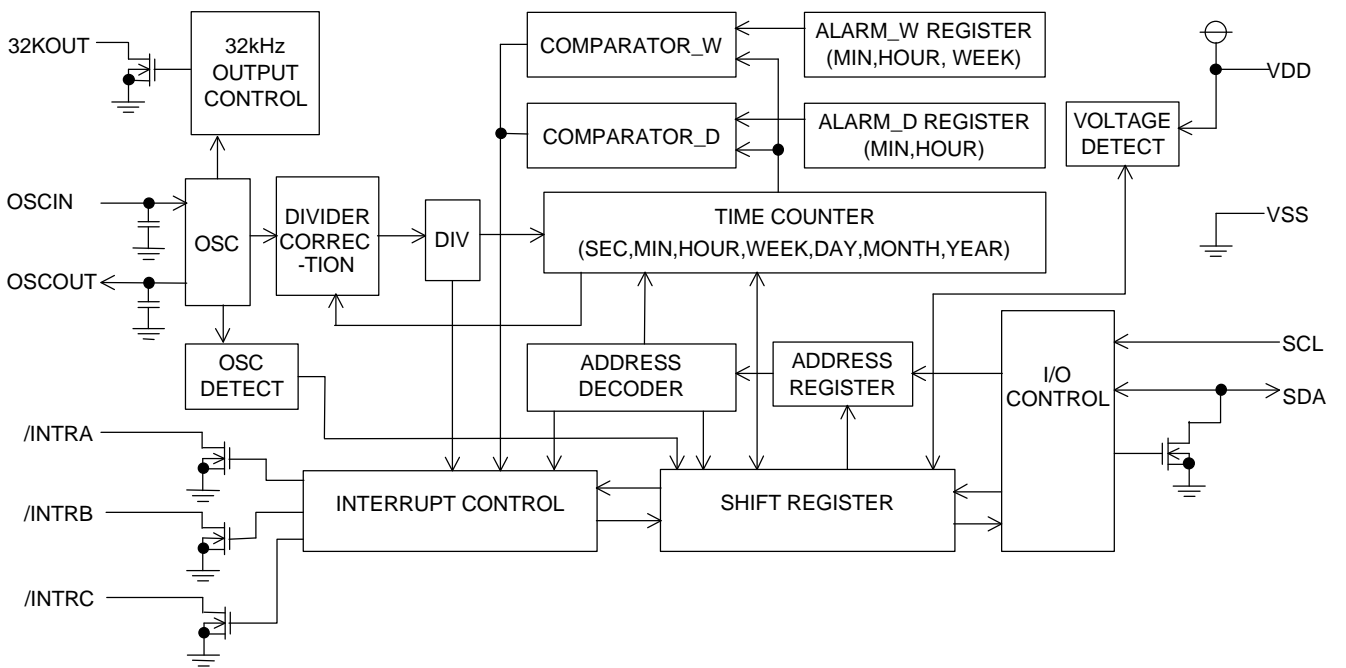 32KOUT
32kHz
OUTPUT
CONTROL
COMPARATOR_W
ALARM_W REGISTER
(MIN,HOUR, WEEK)
VDD
COMPARATOR_D
ALARM_D REGISTER
(MIN,HOUR)
VOLTAGE
DETECT
OSCIN
OSCOUT
OSC
DIVIDER
CORREC
-TION
DIV
TIME COUNTER
(SEC,MIN,HOUR,WEEK,DAY,MONTH,YEAR)
VSS
OSC
DETECT
ADDRESS
DECODER
ADDRESS
REGISTER
I/O
CONTROL
SCL
SDA
/INTRA
/INTRB
/INTRC
INTERRUPT CONTROL
SHIFT REGISTER